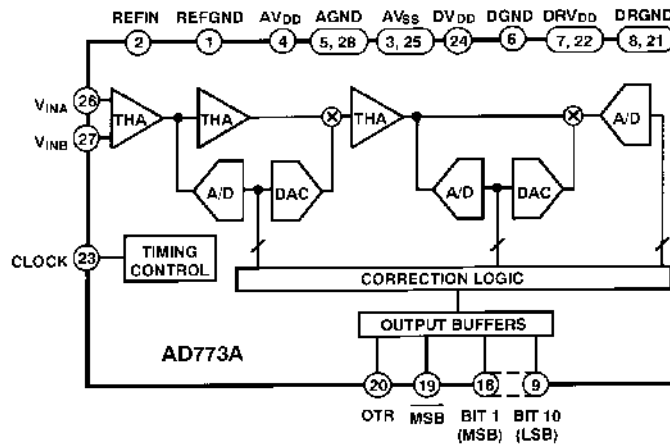 REFIN REFGND AVDD AGND AVSS DVDD DGND DRVDD DRGND
2 1 4 5, 28 3, 25 24 6 7, 22 8, 21
VINA 26
THA THA THA A/D
VINB 27
A/D DAC A/D DAC
CLOCK 23 TIMING CONTROL
CORRECTION LOGIC
OUTPUT BUFFERS
AD773A
20 19 18 9
OTR MSB BIT 1 BIT 10
(MSB) (LSB)